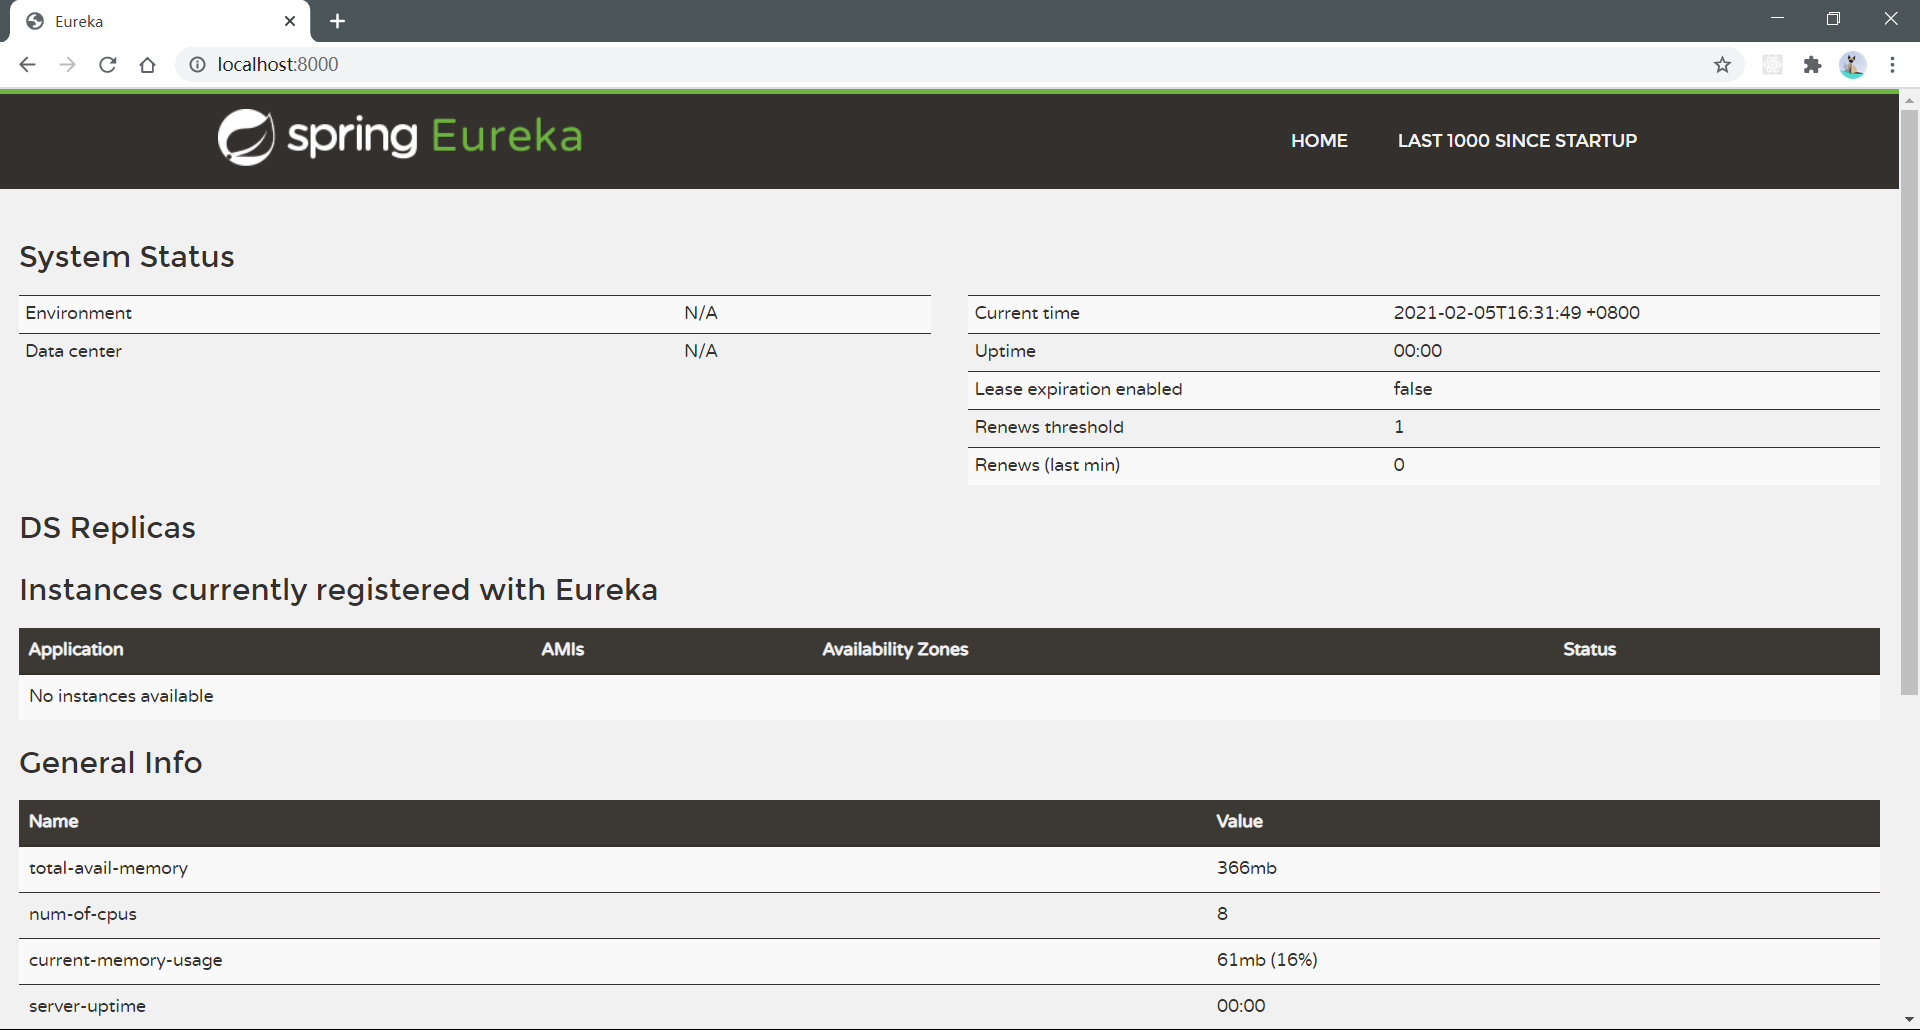 Eureka
localhost:8000
spring Eureka
HOME LAST 1000 SINCE STARTUP
System Status
Environment N/A
Data center N/A
Current time 2021-02-05T16:31:49 +0800
Uptime 00:00
Lease expiration enabled false
Renews threshold 1
Renews (last min) 0
DS Replicas
Instances currently registered with Eureka
Application AMIs Availability Zones Status
No instances available
General Info
Name Value
total-avail-memory 366mb
num-of-cpus 8
current-memory-usage 61mb (16%)
server-uptime 00:00